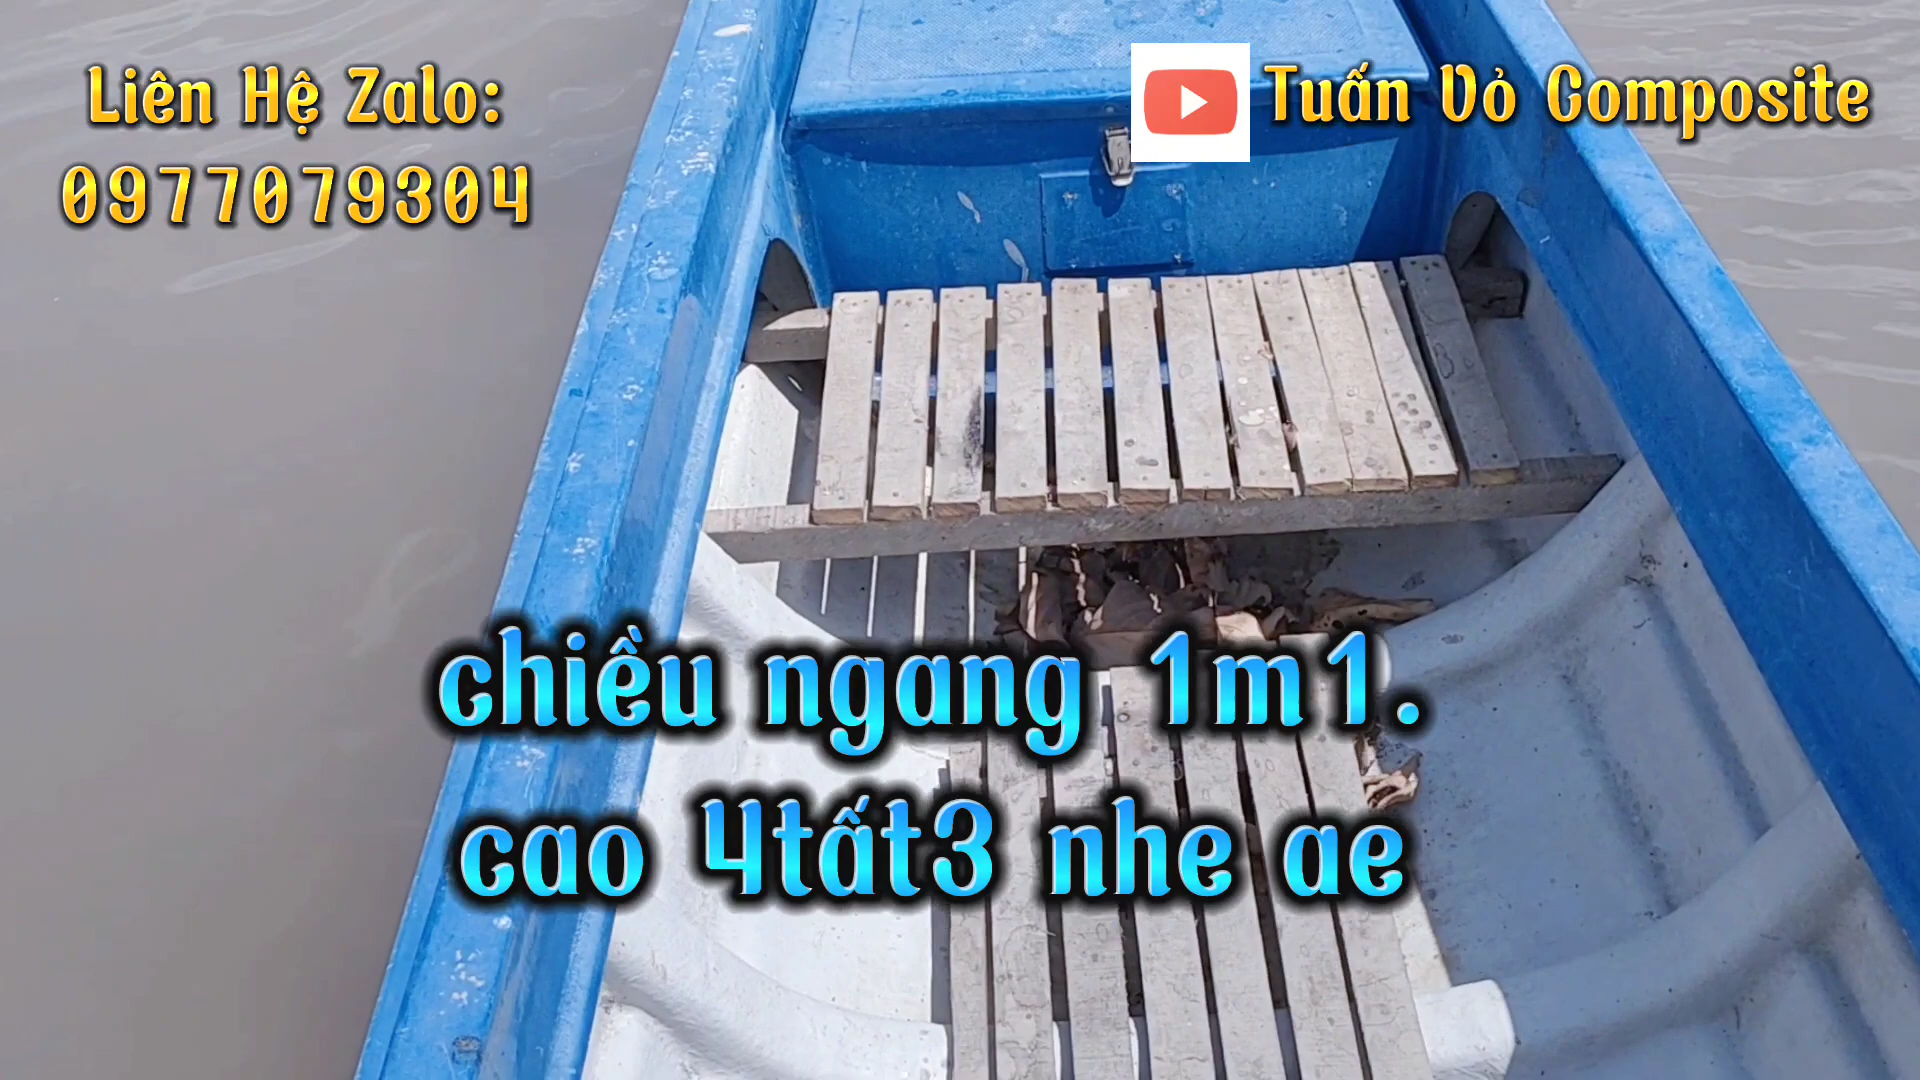 Liên Hệ Zalo:
0977079304
Tuấn Vỏ Composite
chiều ngang 1m1.
cao 4tất3 nhe ae